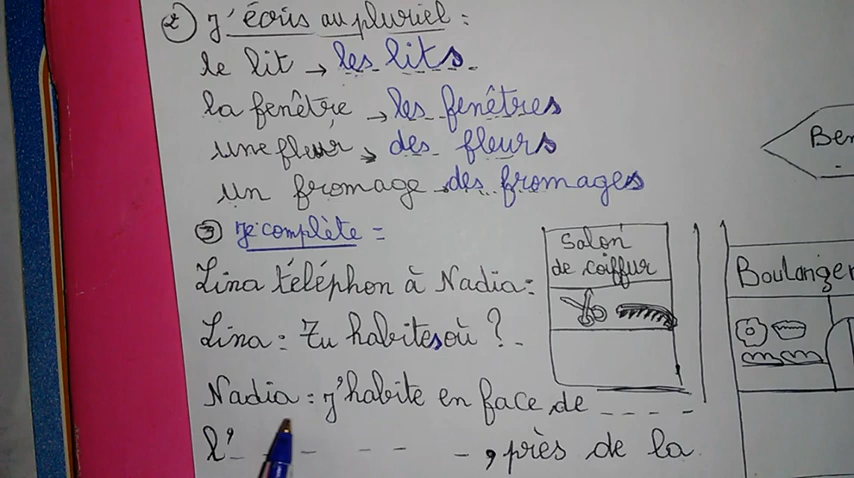 2 J'écris au pluriel :
le lit → les lits
la fenêtre → les fenêtres
une fleur → des fleurs
un fromage → des fromages
3 Je complète =
Lina téléphon à Nadia :
Lina : Tu habites où ?
Nadia : J'habite en face de _ _ _ _
l'_ _ _ _ _, près de la
Salon
de coiffur
Boulanger
Ben